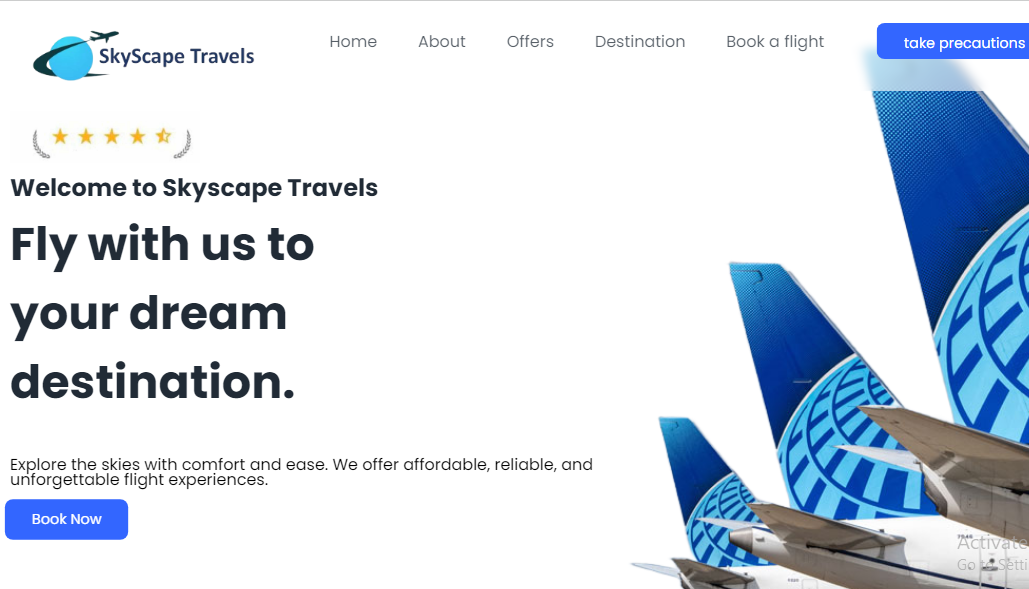 SkyScape Travels
Home
About
Offers
Destination
Book a flight
take precautions
Welcome to Skyscape Travels
Fly with us to
your dream
destination.
Explore the skies with comfort and ease. We offer affordable, reliable, and
unforgettable flight experiences.
Book Now
Activate
Go to Setti